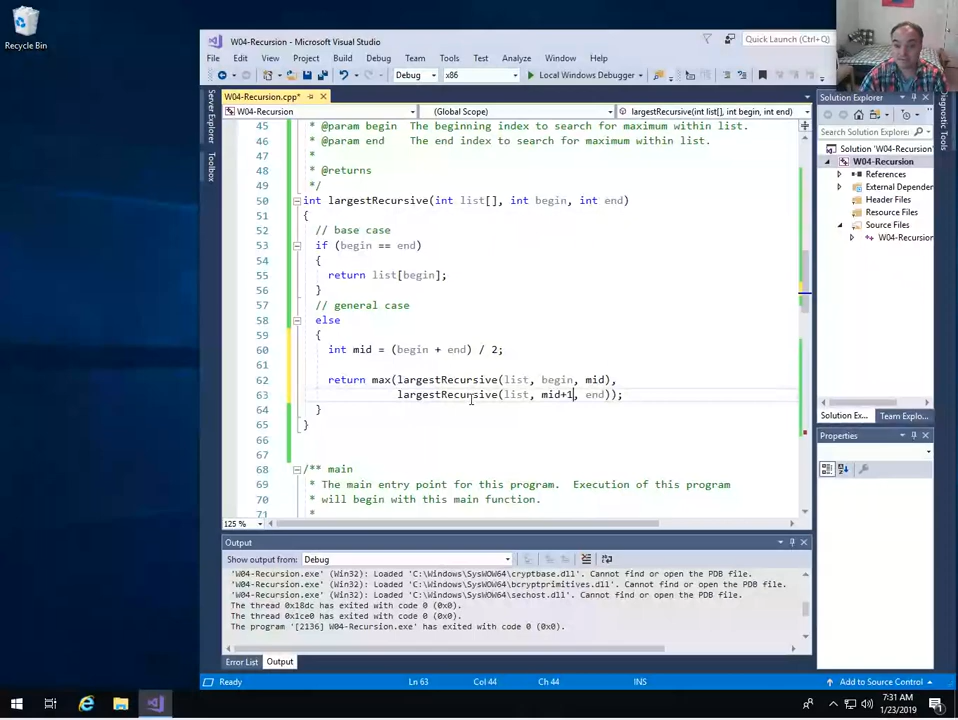 Recycle Bin
W04-Recursion - Microsoft Visual Studio
Quick Launch (Ctrl+Q)
File Edit View Project Build Debug Team Tools Test Analyze Window Help
Debug x86 Local Windows Debugger
Server Explorer
Toolbox
W04-Recursion.cpp*
W04-Recursion (Global Scope) largestRecursive(int list[], int begin, int end)
45 * @param begin The beginning index to search for maximum within list.
46 * @param end The end index to search for maximum within list.
47 *
48 * @returns
49 */
50 int largestRecursive(int list[], int begin, int end)
51 {
52 // base case
53 if (begin == end)
54 {
55 return list[begin];
56 }
57 // general case
58 else
59 {
60 int mid = (begin + end) / 2;
61
62 return max(largestRecursive(list, begin, mid),
63 largestRecursive(list, mid+1, end));
64 }
65 }
66
67
68 /** main
69 * The main entry point for this program. Execution of this program
70 * will begin with this main function.
71 *
125 %
Solution Explorer
Search Solution Explorer
Solution 'W04-Recursion'
W04-Recursion
References
External Depender
Header Files
Resource Files
Source Files
W04-Recursion
Solution Ex... Team Explo...
Properties
Diagnostic Tools
Output
Show output from: Debug
'W04-Recursion.exe' (Win32): Loaded 'C:\Windows\SysWOW64\cryptbase.dll'. Cannot find or open the PDB file.
'W04-Recursion.exe' (Win32): Loaded 'C:\Windows\SysWOW64\bcryptprimitives.dll'. Cannot find or open the PDB file.
'W04-Recursion.exe' (Win32): Loaded 'C:\Windows\SysWOW64\sechost.dll'. Cannot find or open the PDB file.
The thread 0x18dc has exited with code 0 (0x0).
The thread 0x1ce0 has exited with code 0 (0x0).
The program '[2136] W04-Recursion.exe' has exited with code 0 (0x0).
Error List Output
Ready Ln 63 Col 44 Ch 44 INS Add to Source Control
7:31 AM
1/23/2019